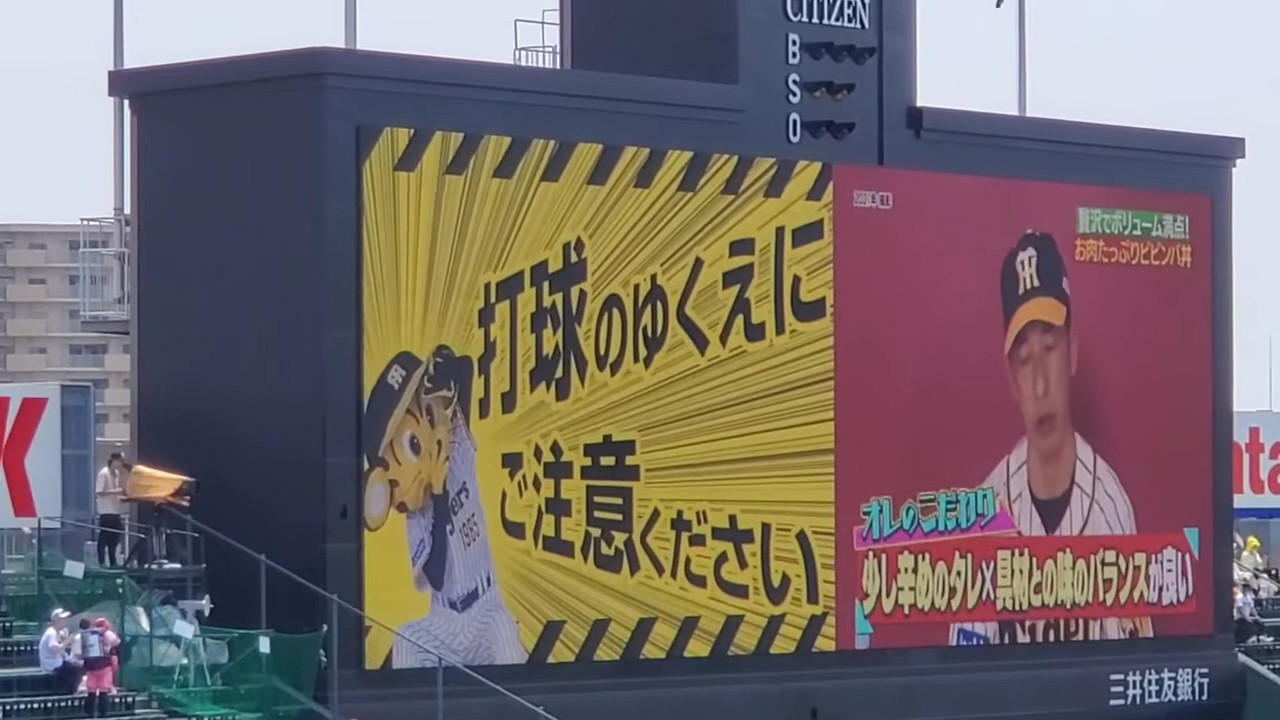 CITIZEN
B
S
O
打球のゆくえに
ご注意ください
贅沢でボリューム満点!
お肉たっぷりビビンバ丼
オレのこだわり
少し辛めのタレ×具材との味のバランスが良い
Tigers
1985
三井住友銀行
K
nta